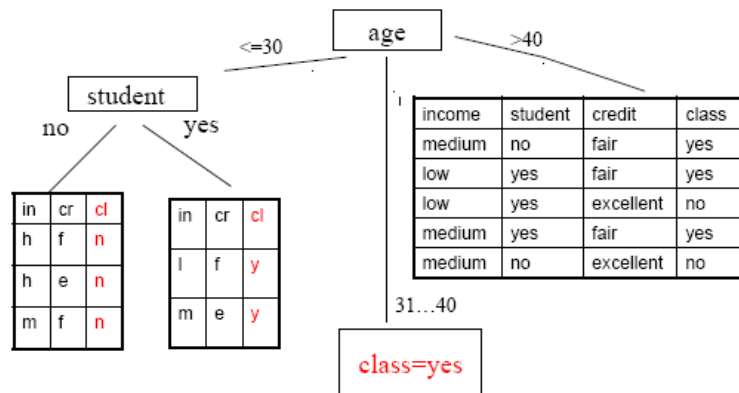 age
<=30
>40
student
no
yes
income student credit class
medium no fair yes
low yes fair yes
low yes excellent no
medium yes fair yes
medium no excellent no
in cr cl
h f n
h e n
m f n
in cr cl
l f y
m e y
31...40
class=yes